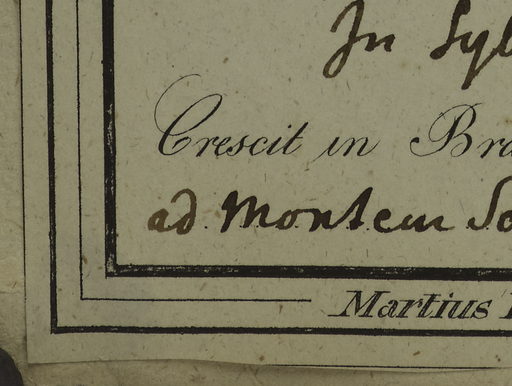 In Syl
Crescit in Bra
ad Montem So
Martius